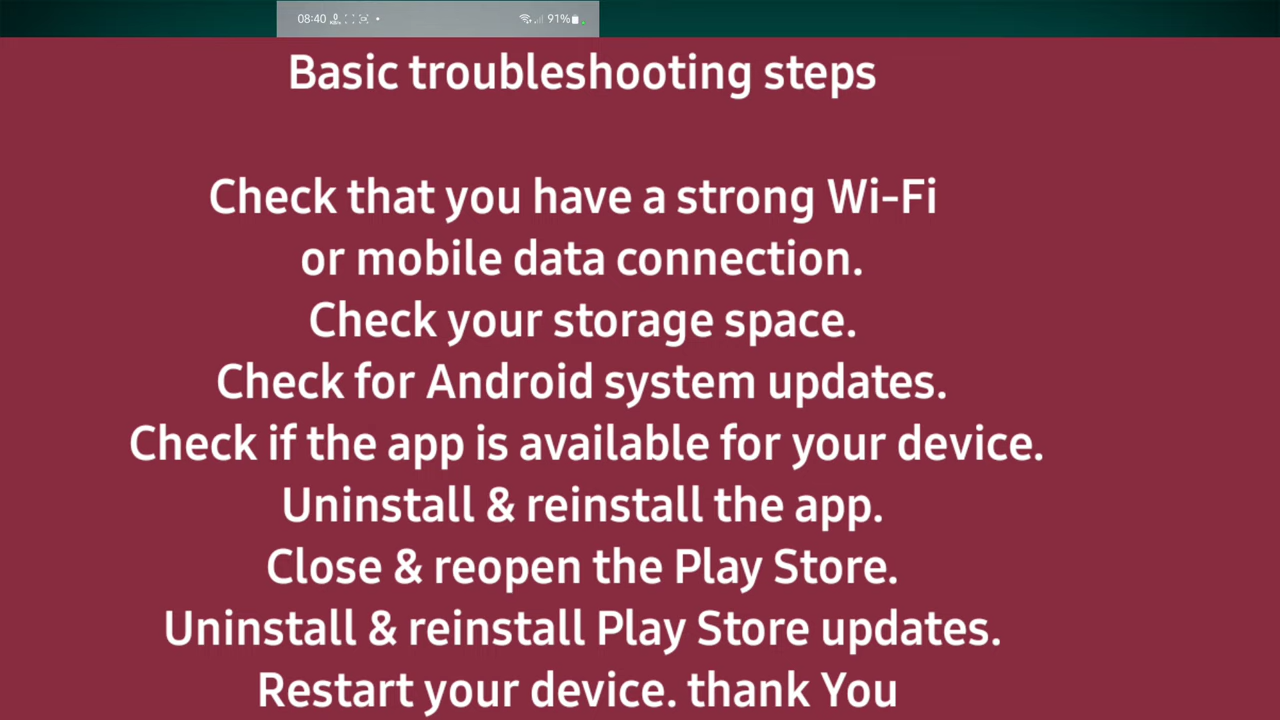 08:40 91%
Basic troubleshooting steps
Check that you have a strong Wi-Fi
or mobile data connection.
Check your storage space.
Check for Android system updates.
Check if the app is available for your device.
Uninstall & reinstall the app.
Close & reopen the Play Store.
Uninstall & reinstall Play Store updates.
Restart your device. thank You